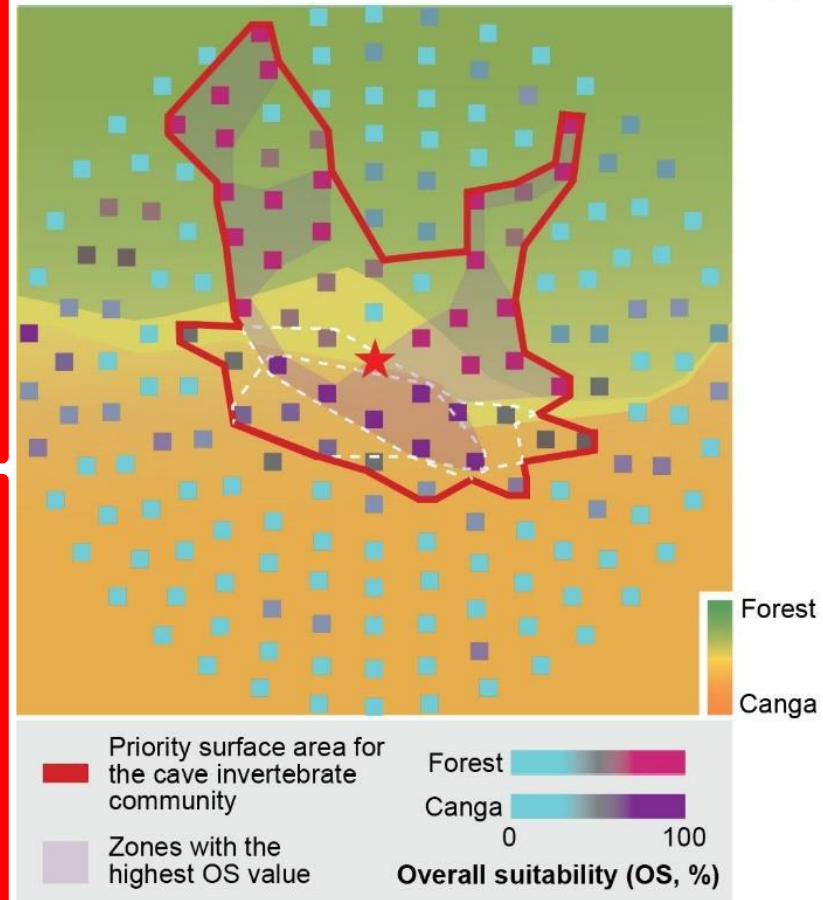 Forest
Canga
Priority surface area for
the cave invertebrate
community
Zones with the
highest OS value
Forest
Canga
0 100
Overall suitability (OS, %)